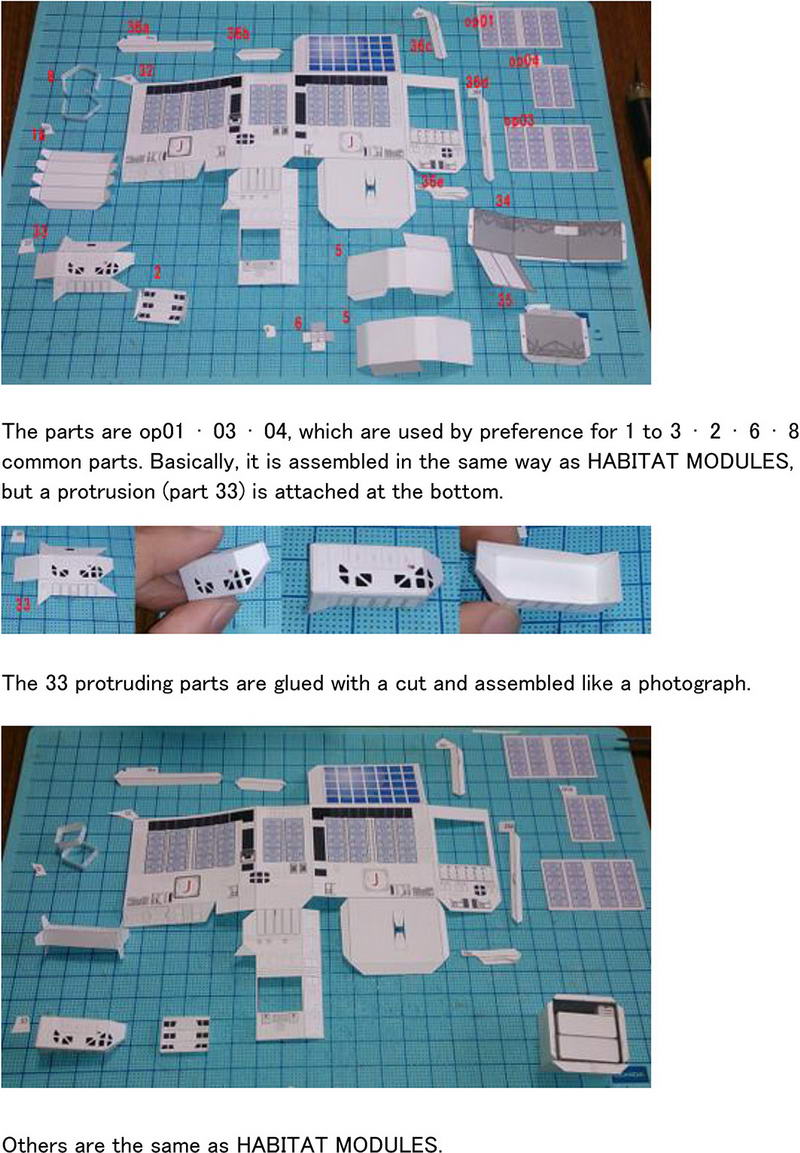 36a
36b
36c
op01
8
32
op04
36d
1s
op03
J
J
36e
34
33
5
2
35
6
5
The parts are op01 · 03 · 04, which are used by preference for 1 to 3 · 2 · 6 · 8
common parts. Basically, it is assembled in the same way as HABITAT MODULES,
but a protrusion (part 33) is attached at the bottom.
33
The 33 protruding parts are glued with a cut and assembled like a photograph.
J
J
Others are the same as HABITAT MODULES.